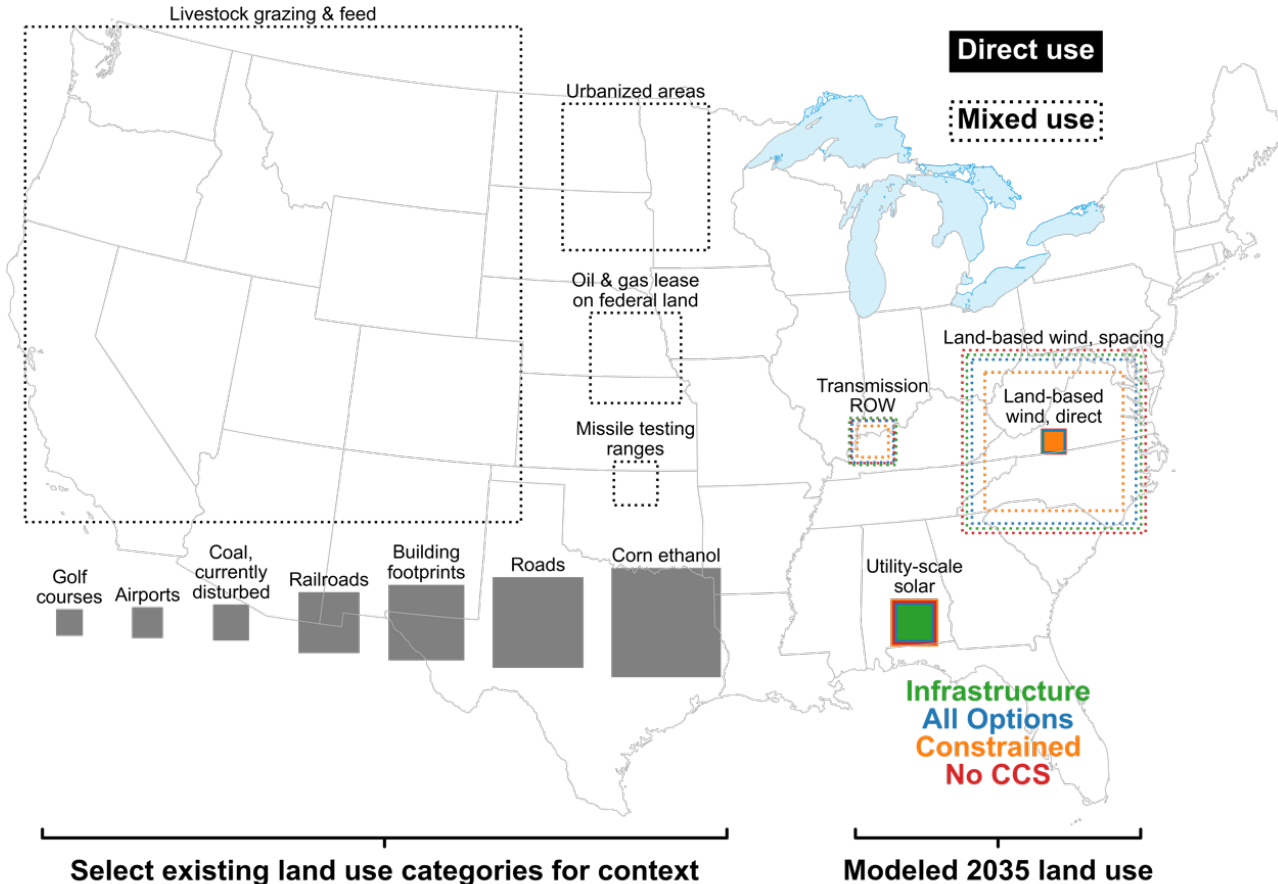 Livestock grazing & feed
Direct use
Mixed use
Urbanized areas
Oil & gas lease
on federal land
Missile testing
ranges
Land-based wind, spacing
Transmission
ROW
Land-based
wind, direct
Golf
courses
Airports
Coal,
currently
disturbed
Railroads
Building
footprints
Roads
Corn ethanol
Utility-scale
solar
Infrastructure
All Options
Constrained
No CCS
Select existing land use categories for context
Modeled 2035 land use